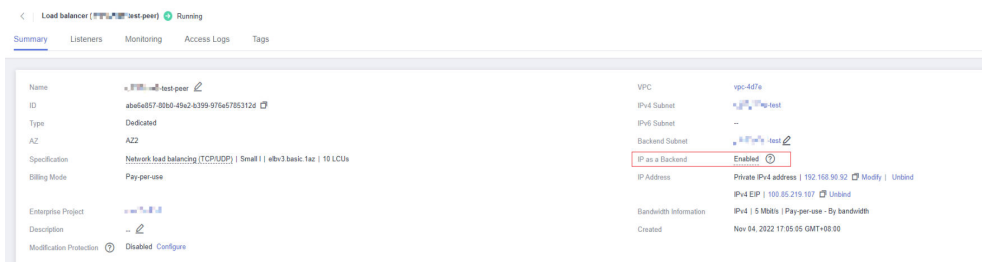 Load balancer ( test-peer) Running
Summary Listeners Monitoring Access Logs Tags
Name -test-peer
ID abe6e857-80b0-49e2-b399-976e5785312d
Type Dedicated
AZ AZ2
Specification Network load balancing (TCP/UDP) | Small I | elbv3.basic.1az | 10 LCUs
Billing Mode Pay-per-use
Enterprise Project
Description --
Modification Protection Disabled Configure
VPC vpc-4d7e
IPv4 Subnet -test
IPv6 Subnet --
Backend Subnet -test
IP as a Backend Enabled
IP Address Private IPv4 address | 192.168.90.92 Modify | Unbind
IPv4 EIP | 100.85.219.107 Unbind
Bandwidth Information IPv4 | 5 Mbit/s | Pay-per-use - By bandwidth
Created Nov 04, 2022 17:05:05 GMT+08:00